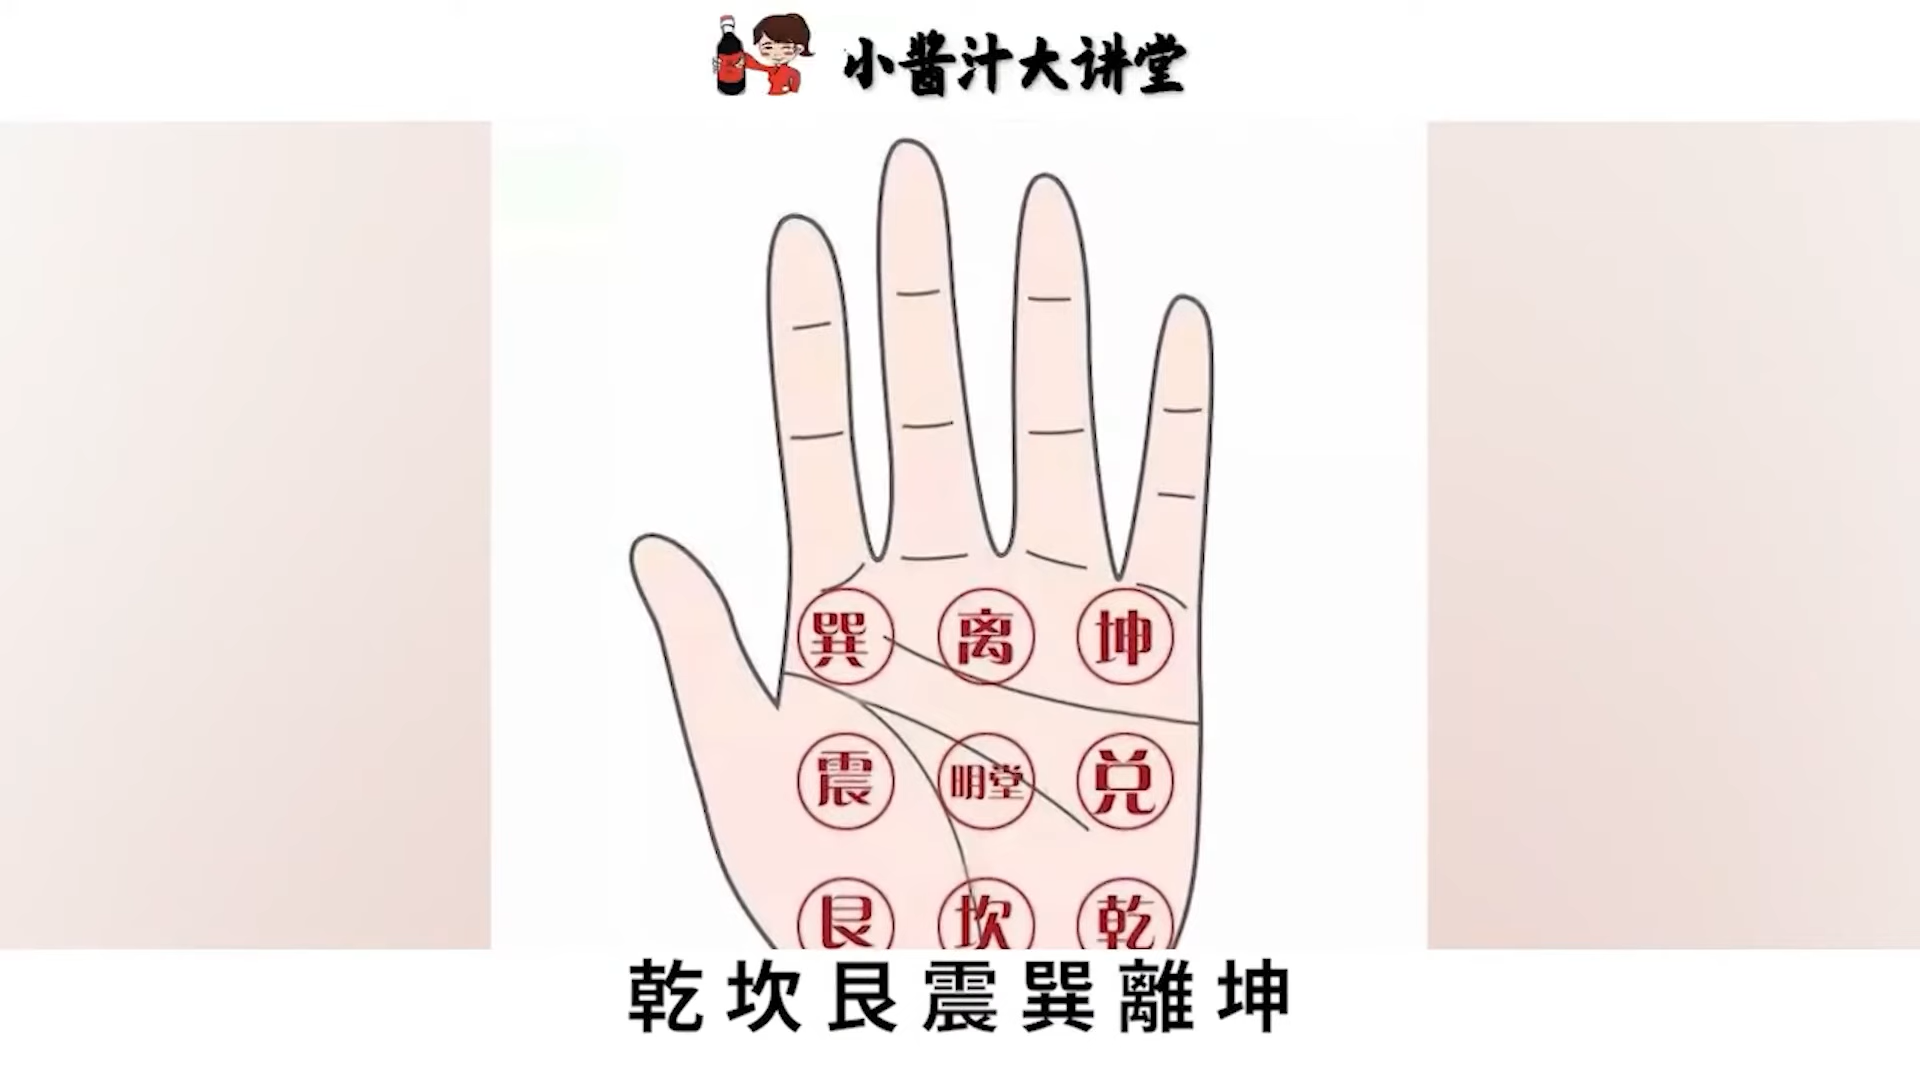 小酱汁大讲堂
巽 离 坤
震 明堂 兑
艮 坎 乾
乾坎艮震巽離坤